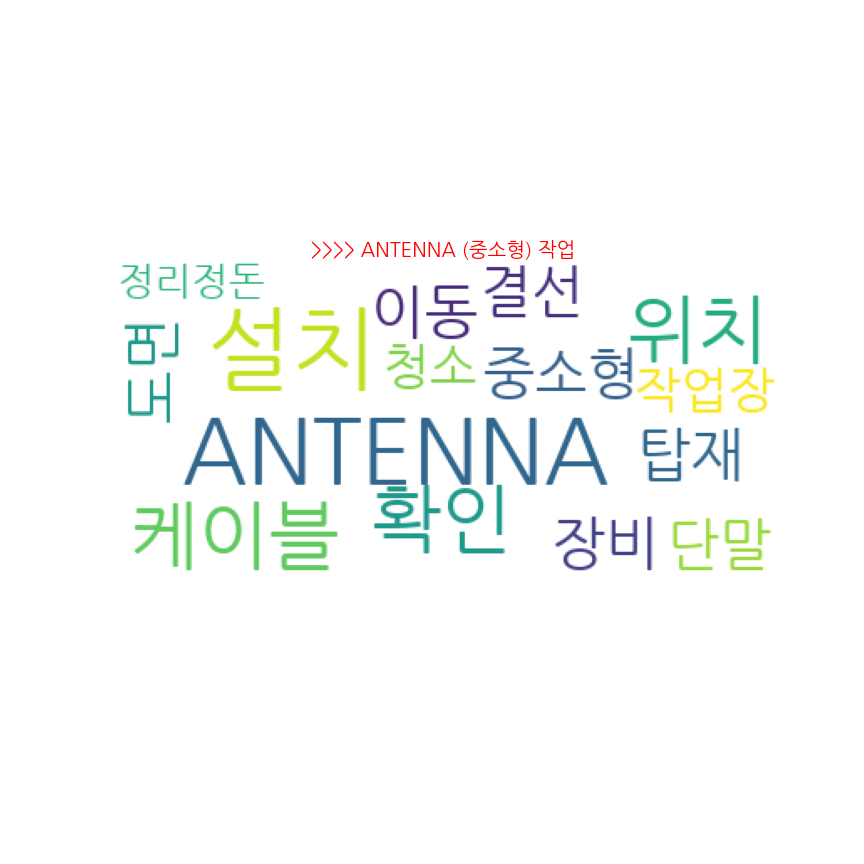 >>>> ANTENNA (중소형) 작업
정리정돈
이동
결선
도면
설치
청소
중소형
위치
작업장
ANTENNA
탑재
케이블
확인
장비
단말